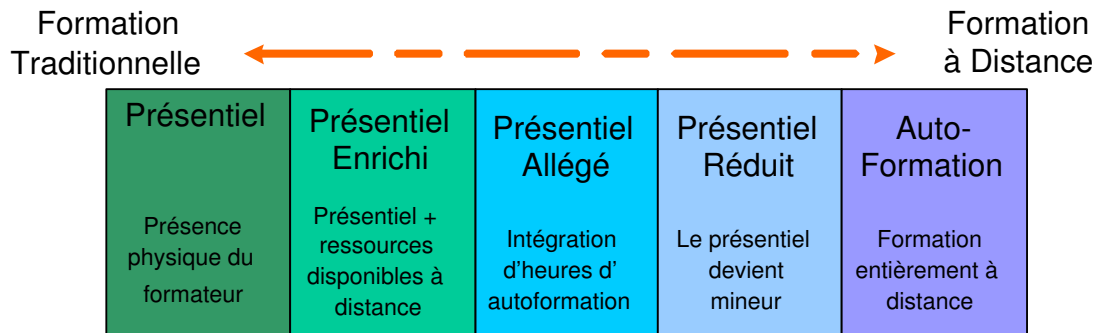 Formation
Traditionnelle
Formation
à Distance
Présentiel
Présence
physique du
formateur
Présentiel
Enrichi
Présentiel +
ressources
disponibles à
distance
Présentiel
Allégé
Intégration
d'heures d'
autoformation
Présentiel
Réduit
Le présentiel
devient
mineur
Auto-
Formation
Formation
entièrement à
distance